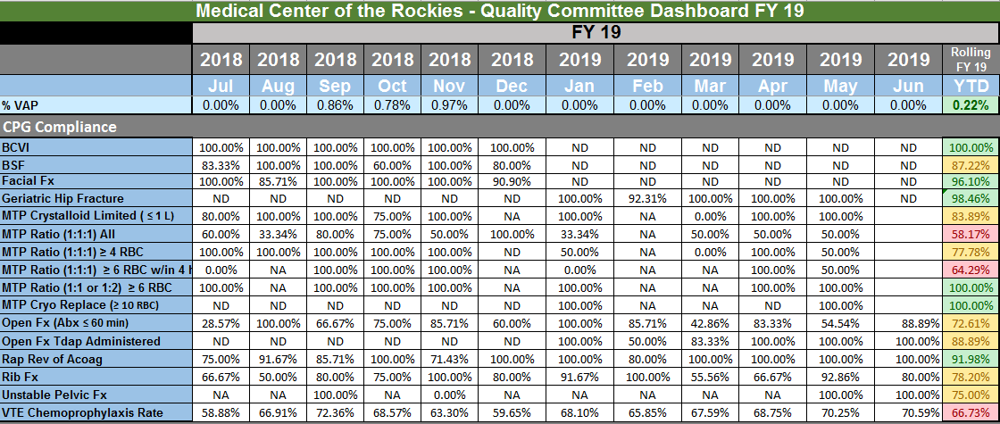 Medical Center of the Rockies - Quality Committee Dashboard FY 19
FY 19
2018 2018 2018 2018 2018 2018 2019 2019 2019 2019 2019 2019 Rolling FY 19
Jul Aug Sep Oct Nov Dec Jan Feb Mar Apr May Jun YTD
% VAP 0.00% 0.00% 0.86% 0.78% 0.97% 0.00% 0.00% 0.00% 0.00% 0.00% 0.00% 0.00% 0.22%
CPG Compliance
BCVI 100.00% 100.00% 100.00% 100.00% 100.00% 100.00% ND ND ND ND ND ND 100.00%
BSF 83.33% 100.00% 100.00% 60.00% 100.00% 80.00% ND ND ND ND ND ND 87.22%
Facial Fx 100.00% 85.71% 100.00% 100.00% 100.00% 90.90% ND ND ND ND ND ND 96.10%
Geriatric Hip Fracture ND ND ND ND ND ND 100.00% 92.31% 100.00% 100.00% 100.00% ND 98.46%
MTP Crystalloid Limited ( ≤ 1 L) 80.00% 100.00% 100.00% 75.00% 100.00% NA 100.00% NA 0.00% 100.00% 100.00% 83.89%
MTP Ratio (1:1:1) All 60.00% 33.34% 80.00% 75.00% 50.00% 100.00% 33.34% NA 50.00% 50.00% 50.00% 58.17%
MTP Ratio (1:1:1) ≥ 4 RBC 100.00% 100.00% 100.00% 100.00% 100.00% ND 50.00% NA 0.00% 100.00% 50.00% 77.78%
MTP Ratio (1:1:1) ≥ 6 RBC w/in 4 h 0.00% NA 100.00% 100.00% 100.00% NA 0.00% NA NA 100.00% 50.00% 64.29%
MTP Ratio (1:1 or 1:2) ≥ 6 RBC 100.00% NA 100.00% 100.00% 100.00% NA 100.00% NA NA 100.00% 100.00% 100.00%
MTP Cryo Replace (≥ 10 RBC) ND ND ND ND ND ND 100.00% NA NA ND 100.00% 100.00%
Open Fx (Abx ≤ 60 min) 28.57% 100.00% 66.67% 75.00% 85.71% 60.00% 100.00% 85.71% 42.86% 83.33% 54.54% 88.89% 72.61%
Open Fx Tdap Administered ND ND ND ND ND ND 100.00% 50.00% 83.33% 100.00% 100.00% 100.00% 88.89%
Rap Rev of Acoag 75.00% 91.67% 85.71% 100.00% 71.43% 100.00% 100.00% 80.00% 100.00% 100.00% 100.00% 100.00% 91.98%
Rib Fx 66.67% 50.00% 80.00% 75.00% 100.00% 80.00% 91.67% 100.00% 55.56% 66.67% 92.86% 80.00% 78.20%
Unstable Pelvic Fx NA NA 100.00% NA 0.00% NA NA NA NA NA 100.00% 100.00% 75.00%
VTE Chemoprophylaxis Rate 58.88% 66.91% 72.36% 68.57% 63.30% 59.65% 68.10% 65.85% 67.59% 68.75% 70.25% 70.59% 66.73%